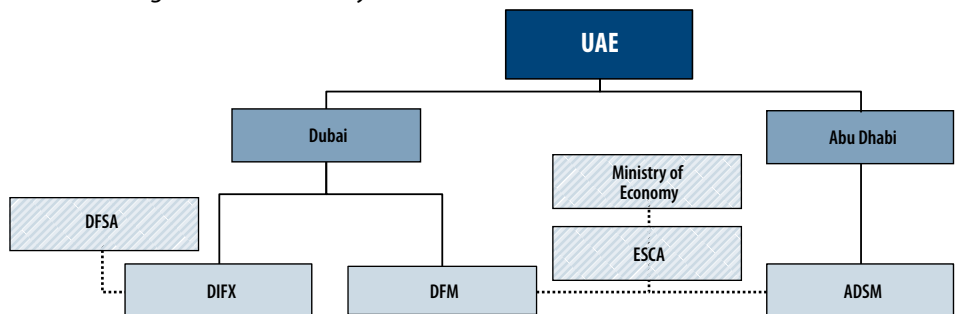 UAE
Dubai
Abu Dhabi
Ministry of
Economy
DFSA
ESCA
DIFX
DFM
ADSM